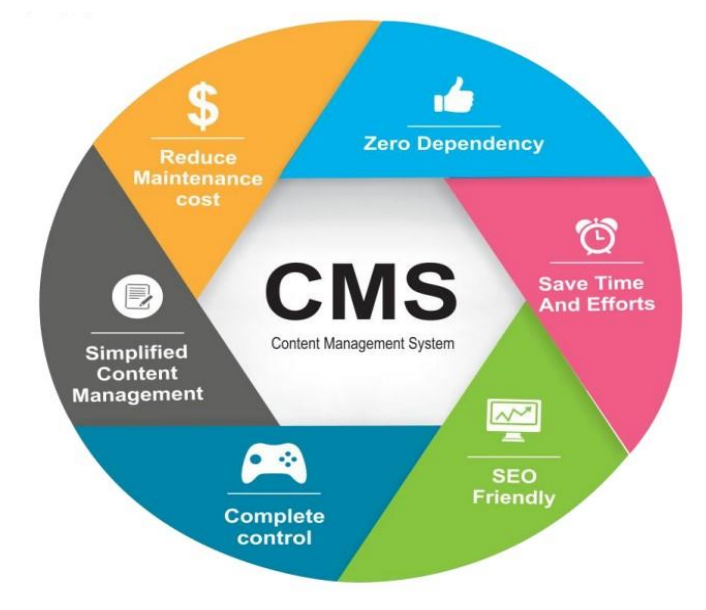 Reduce
Maintenance
cost
Zero Dependency
Save Time
And Efforts
CMS
Content Management System
Simplified
Content
Management
SEO
Friendly
Complete
control